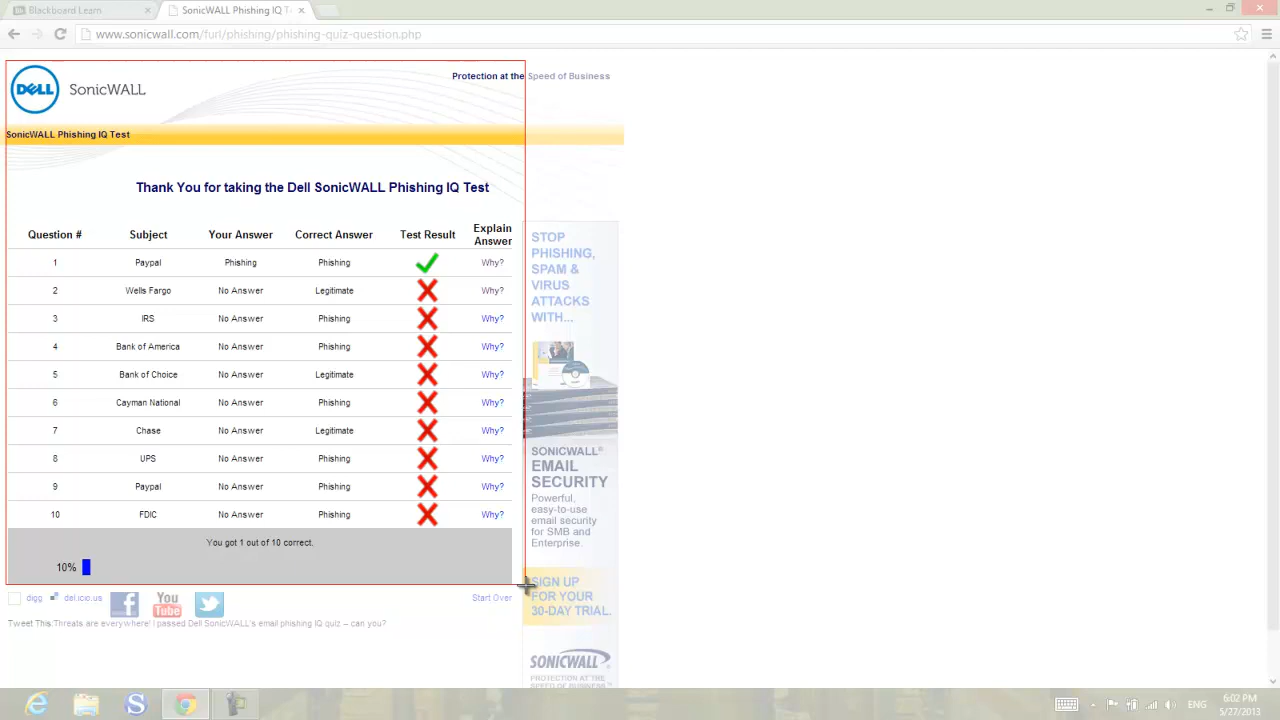 Blackboard Learn
SonicWALL Phishing IQ T
www.sonicwall.com/furl/phishing/phishing-quiz-question.php
DELL SonicWALL
Protection at the Speed of Business
SonicWALL Phishing IQ Test
Thank You for taking the Dell SonicWALL Phishing IQ Test
Question # Subject Your Answer Correct Answer Test Result Explain Answer
1 Paypal Phishing Phishing Why?
2 Wells Fargo No Answer Legitimate Why?
3 IRS No Answer Phishing Why?
4 Bank of America No Answer Phishing Why?
5 Bank of Choice No Answer Legitimate Why?
6 Cayman National No Answer Phishing Why?
7 Chase No Answer Legitimate Why?
8 UPS No Answer Phishing Why?
9 Paypal No Answer Phishing Why?
10 FDIC No Answer Phishing Why?
You got 1 out of 10 correct.
10%
digg del.icio.us f You Tube Start Over
Tweet This:Threats are everywhere! I passed Dell SonicWALL's email phishing IQ quiz – can you?
STOP
PHISHING,
SPAM &
VIRUS
ATTACKS
WITH...
SONICWALL®
EMAIL
SECURITY
Powerful,
easy-to-use
email security
for SMB and
Enterprise.
SIGN UP
FOR YOUR
30-DAY TRIAL.
SONICWALL
PROTECTION AT THE
SPEED OF BUSINESS™
ENG
6:02 PM
5/27/2013